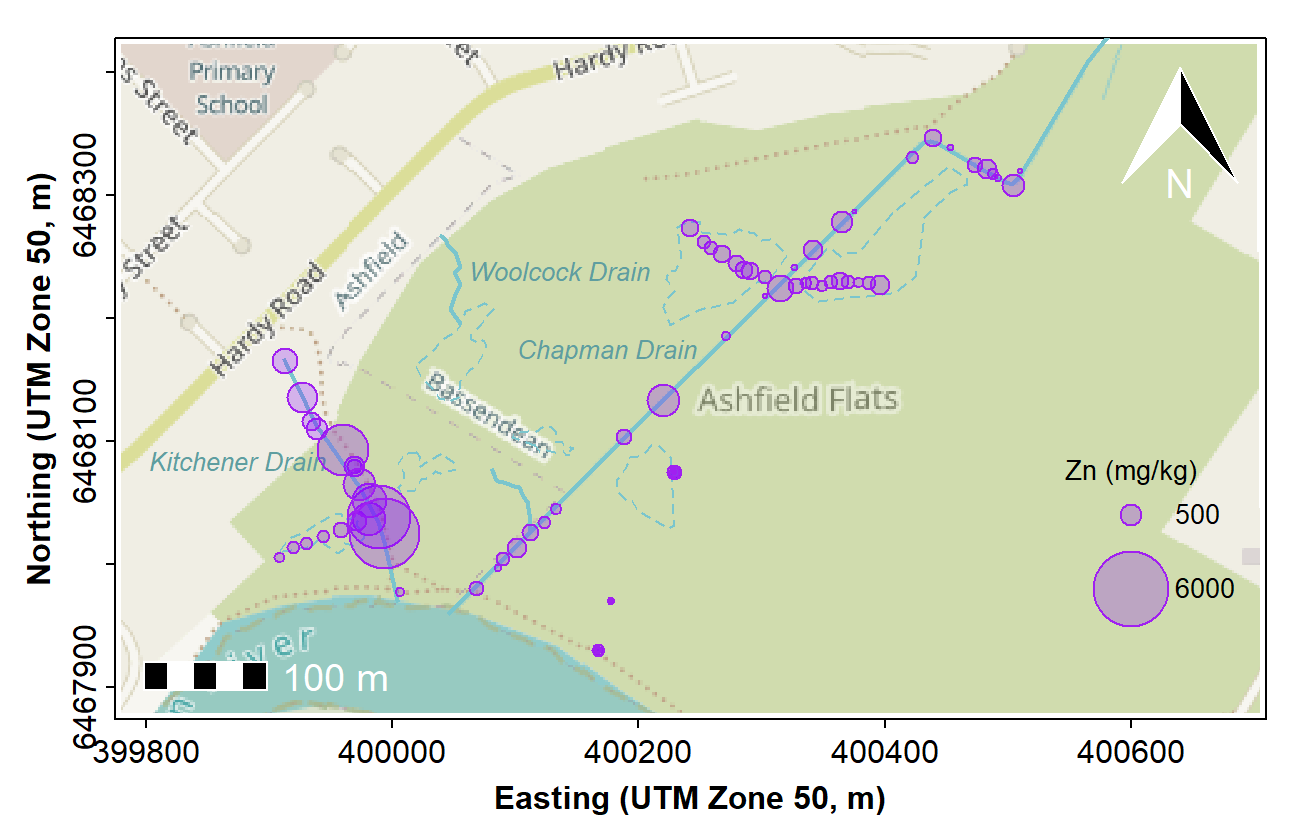 Primary
School
Hardy
Street
Hardy Road
Ashfield
Woolcock Drain
Chapman Drain
Bassendean
Ashfield Flats
Kitchener Drain
Street
N
Zn (mg/kg)
500
6000
100 m
6468300
6468100
6467900
Northing (UTM Zone 50, m)
399800
400000
400200
400400
400600
Easting (UTM Zone 50, m)